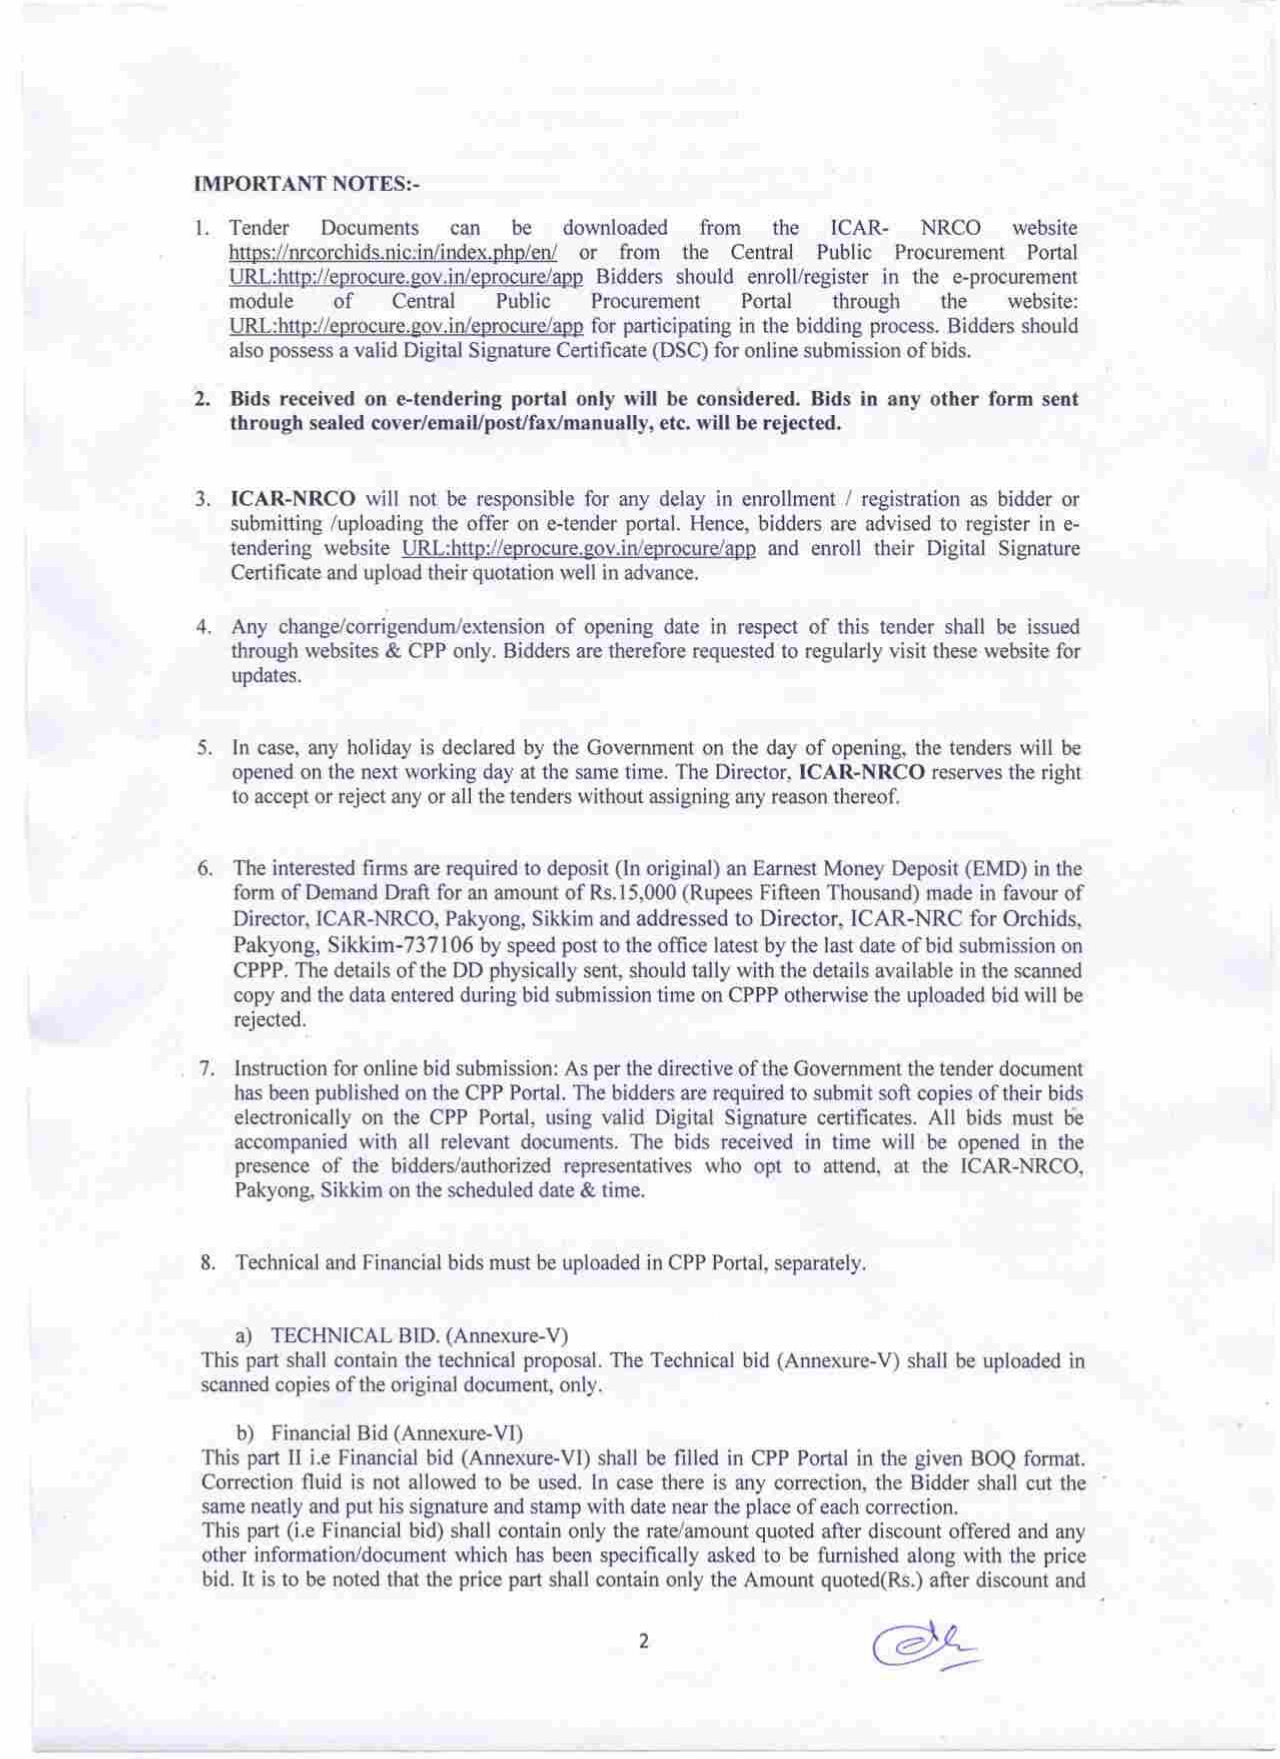 IMPORTANT NOTES:-
1. Tender Documents can be downloaded from the ICAR- NRCO website
https://nrcorchids.nic.in/index.php/en/ or from the Central Public Procurement Portal
URL:http://eprocure.gov.in/eprocure/app Bidders should enroll/register in the e-procurement
module of Central Public Procurement Portal through the website:
URL:http://eprocure.gov.in/eprocure/app for participating in the bidding process. Bidders should
also possess a valid Digital Signature Certificate (DSC) for online submission of bids.
2. Bids received on e-tendering portal only will be considered. Bids in any other form sent
through sealed cover/email/post/fax/manually, etc. will be rejected.
3. ICAR-NRCO will not be responsible for any delay in enrollment / registration as bidder or
submitting /uploading the offer on e-tender portal. Hence, bidders are advised to register in e-
tendering website URL:http://eprocure.gov.in/eprocure/app and enroll their Digital Signature
Certificate and upload their quotation well in advance.
4. Any change/corrigendum/extension of opening date in respect of this tender shall be issued
through websites & CPP only. Bidders are therefore requested to regularly visit these website for
updates.
5. In case, any holiday is declared by the Government on the day of opening, the tenders will be
opened on the next working day at the same time. The Director, ICAR-NRCO reserves the right
to accept or reject any or all the tenders without assigning any reason thereof.
6. The interested firms are required to deposit (In original) an Earnest Money Deposit (EMD) in the
form of Demand Draft for an amount of Rs.15,000 (Rupees Fifteen Thousand) made in favour of
Director, ICAR-NRCO, Pakyong, Sikkim and addressed to Director, ICAR-NRC for Orchids,
Pakyong, Sikkim-737106 by speed post to the office latest by the last date of bid submission on
CPPP. The details of the DD physically sent, should tally with the details available in the scanned
copy and the data entered during bid submission time on CPPP otherwise the uploaded bid will be
rejected.
7. Instruction for online bid submission: As per the directive of the Government the tender document
has been published on the CPP Portal. The bidders are required to submit soft copies of their bids
electronically on the CPP Portal, using valid Digital Signature certificates. All bids must be
accompanied with all relevant documents. The bids received in time will be opened in the
presence of the bidders/authorized representatives who opt to attend, at the ICAR-NRCO,
Pakyong, Sikkim on the scheduled date & time.
8. Technical and Financial bids must be uploaded in CPP Portal, separately.
a) TECHNICAL BID. (Annexure-V)
This part shall contain the technical proposal. The Technical bid (Annexure-V) shall be uploaded in
scanned copies of the original document, only.
b) Financial Bid (Annexure-VI)
This part II i.e Financial bid (Annexure-VI) shall be filled in CPP Portal in the given BOQ format.
Correction fluid is not allowed to be used. In case there is any correction, the Bidder shall cut the
same neatly and put his signature and stamp with date near the place of each correction.
This part (i.e Financial bid) shall contain only the rate/amount quoted after discount offered and any
other information/document which has been specifically asked to be furnished along with the price
bid. It is to be noted that the price part shall contain only the Amount quoted(Rs.) after discount and
2